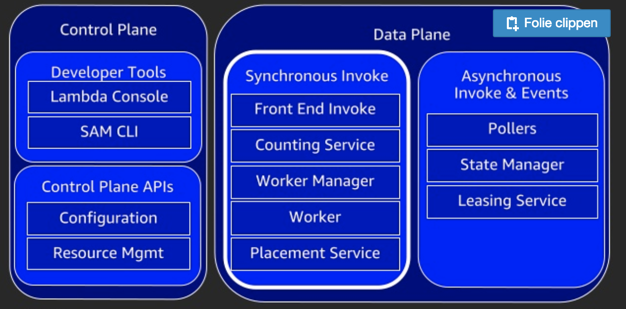 Control Plane
Developer Tools
Lambda Console
SAM CLI
Control Plane APIs
Configuration
Resource Mgmt
Data Plane
Folie clippen
Synchronous Invoke
Front End Invoke
Counting Service
Worker Manager
Worker
Placement Service
Asynchronous
Invoke & Events
Pollers
State Manager
Leasing Service